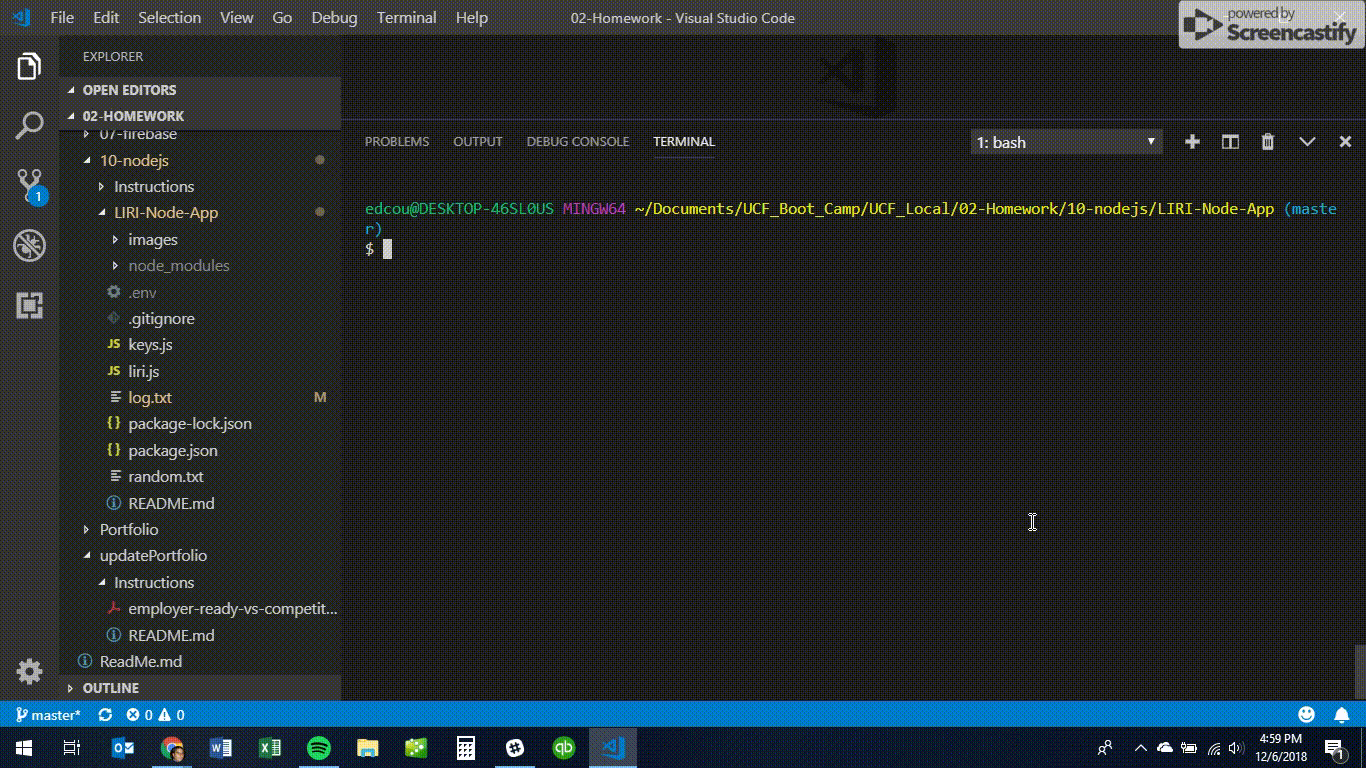 File Edit Selection View Go Debug Terminal Help 02-Homework - Visual Studio Code
powered by
Screencastify
EXPLORER
OPEN EDITORS
02-HOMEWORK
07-firebase
10-nodejs
Instructions
LIRI-Node-App
images
node_modules
.env
.gitignore
JS keys.js
JS liri.js
log.txt M
{} package-lock.json
{} package.json
random.txt
README.md
Portfolio
updatePortfolio
Instructions
employer-ready-vs-competit...
README.md
ReadMe.md
OUTLINE
1
PROBLEMS OUTPUT DEBUG CONSOLE TERMINAL 1: bash
edcou@DESKTOP-46SL0US MINGW64 ~/Documents/UCF_Boot_Camp/UCF_Local/02-Homework/10-nodejs/LIRI-Node-App (maste
r)
$
master* 0 0
4:59 PM
12/6/2018
1